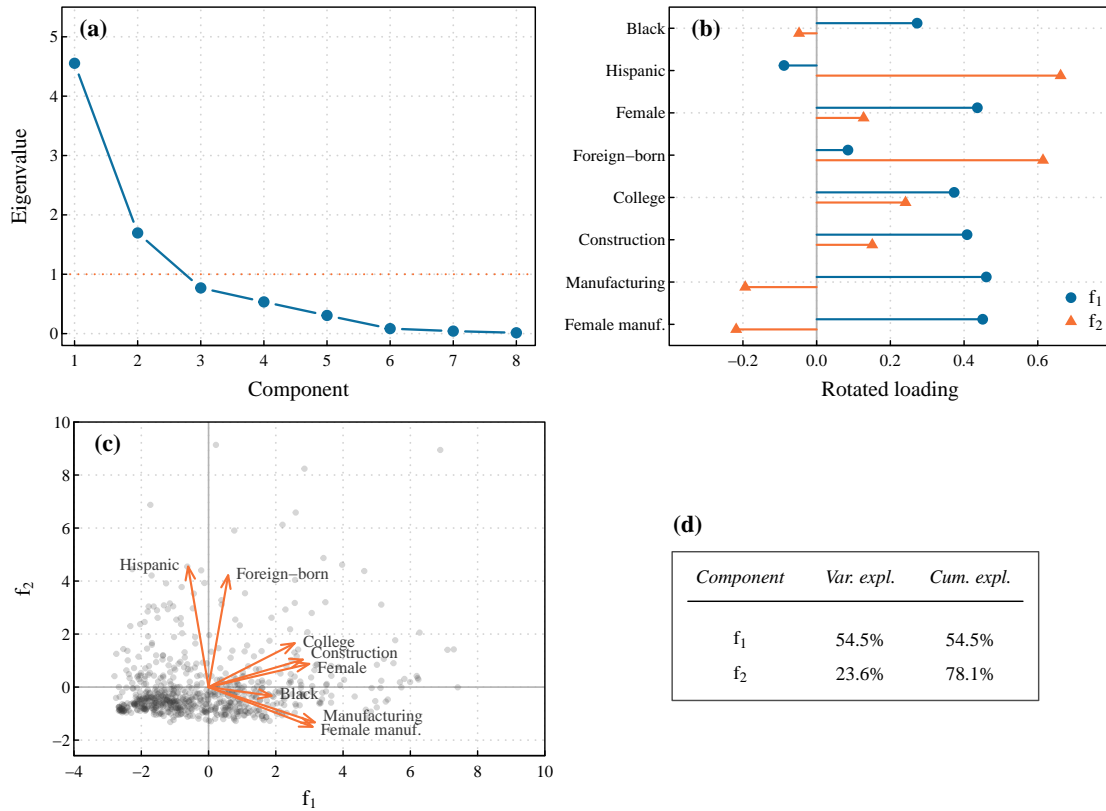 (a)
Eigenvalue
5
4
3
2
1
0
1 2 3 4 5 6 7 8
Component
(b)
Black
Hispanic
Female
Foreign−born
College
Construction
Manufacturing
Female manuf.
f1
f2
−0.2 0.0 0.2 0.4 0.6
Rotated loading
(c)
f2
10
8
6
4
2
0
−2
Hispanic
Foreign−born
College
Construction
Female
Black
Manufacturing
Female manuf.
−4 −2 0 2 4 6 8 10
f1
(d)
Component Var. expl. Cum. expl.
f1 54.5% 54.5%
f2 23.6% 78.1%